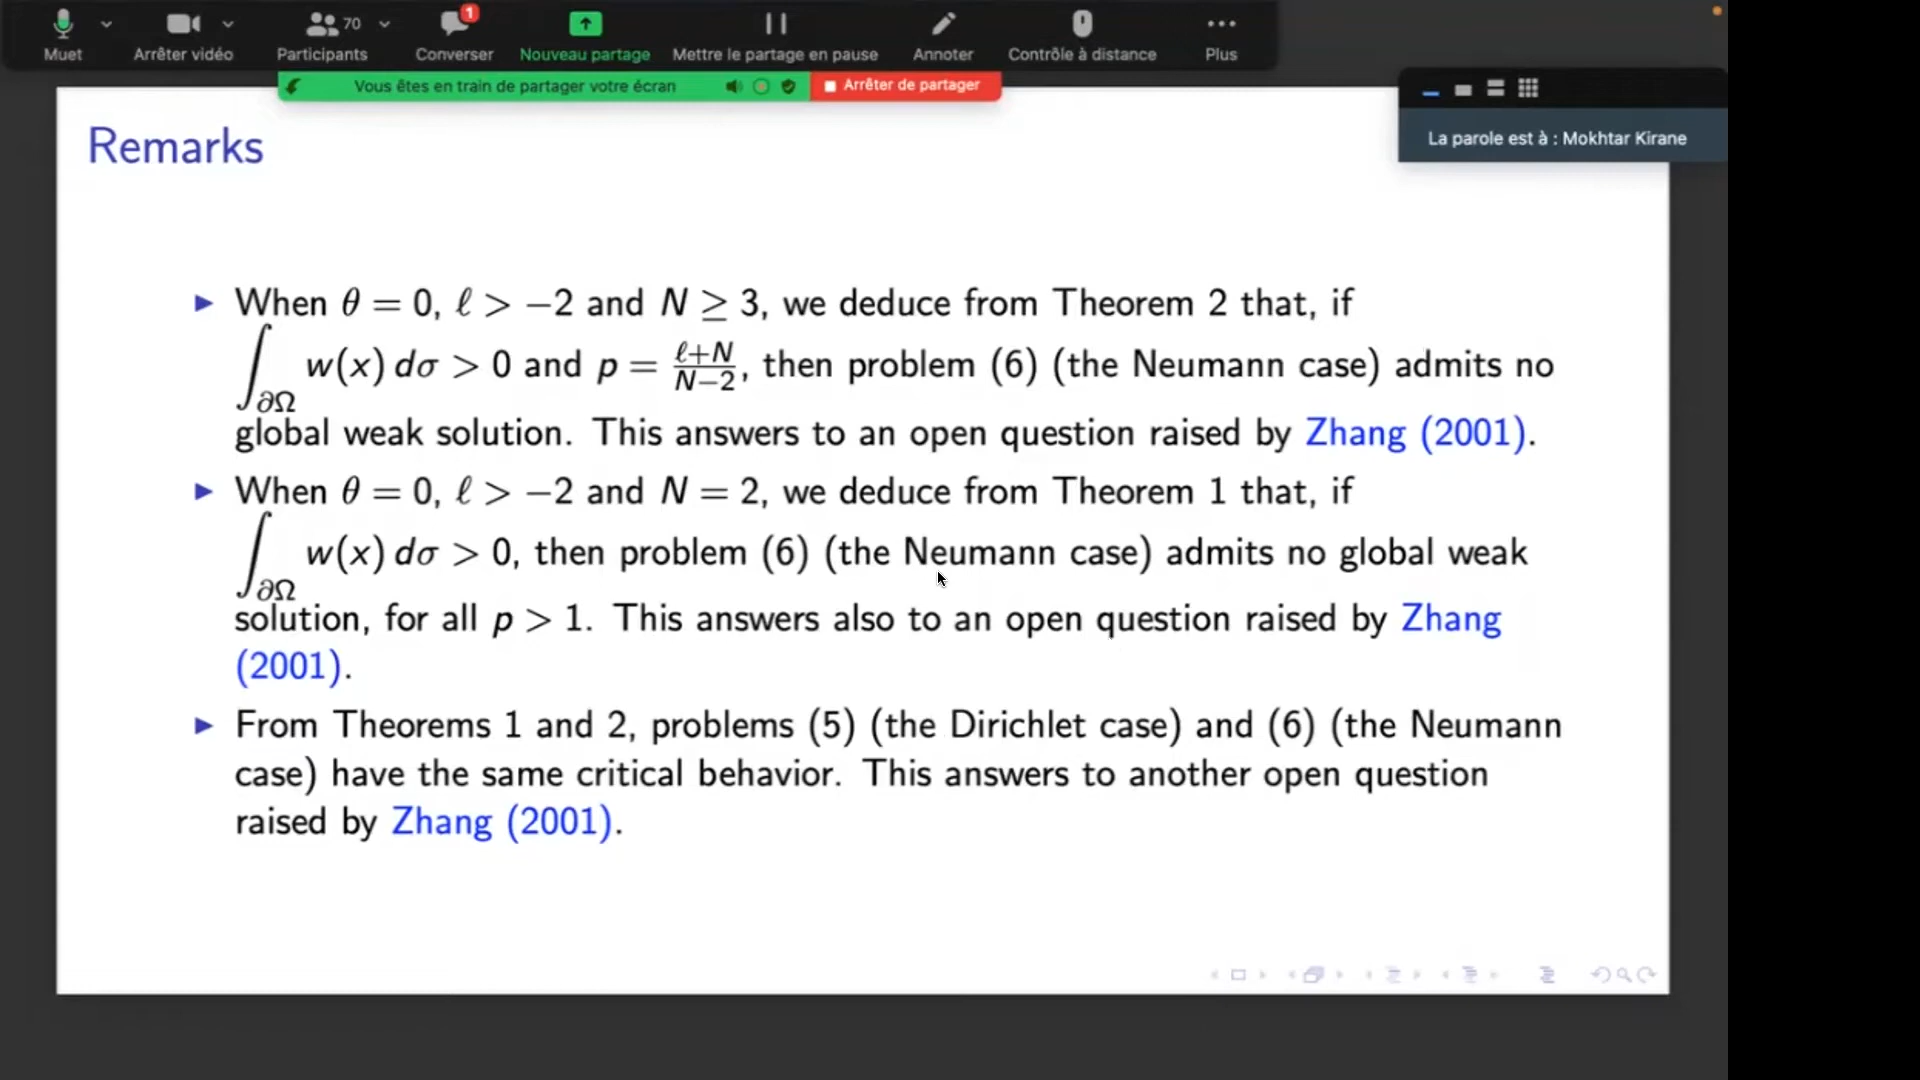 Muet
Arrêter vidéo
70
Participants
1
Converser
Nouveau partage
Mettre le partage en pause
Annoter
Contrôle à distance
Plus
Vous êtes en train de partager votre écran
Arrêter de partager
La parole est à : Mokhtar Kirane
Remarks
▶ When θ = 0, ℓ > −2 and N ≥ 3, we deduce from Theorem 2 that, if
∫_∂Ω w(x) dσ > 0 and p = (ℓ+N)/(N−2), then problem (6) (the Neumann case) admits no
global weak solution. This answers to an open question raised by Zhang (2001).
▶ When θ = 0, ℓ > −2 and N = 2, we deduce from Theorem 1 that, if
∫_∂Ω w(x) dσ > 0, then problem (6) (the Neumann case) admits no global weak
solution, for all p > 1. This answers also to an open question raised by Zhang
(2001).
▶ From Theorems 1 and 2, problems (5) (the Dirichlet case) and (6) (the Neumann
case) have the same critical behavior. This answers to another open question
raised by Zhang (2001).